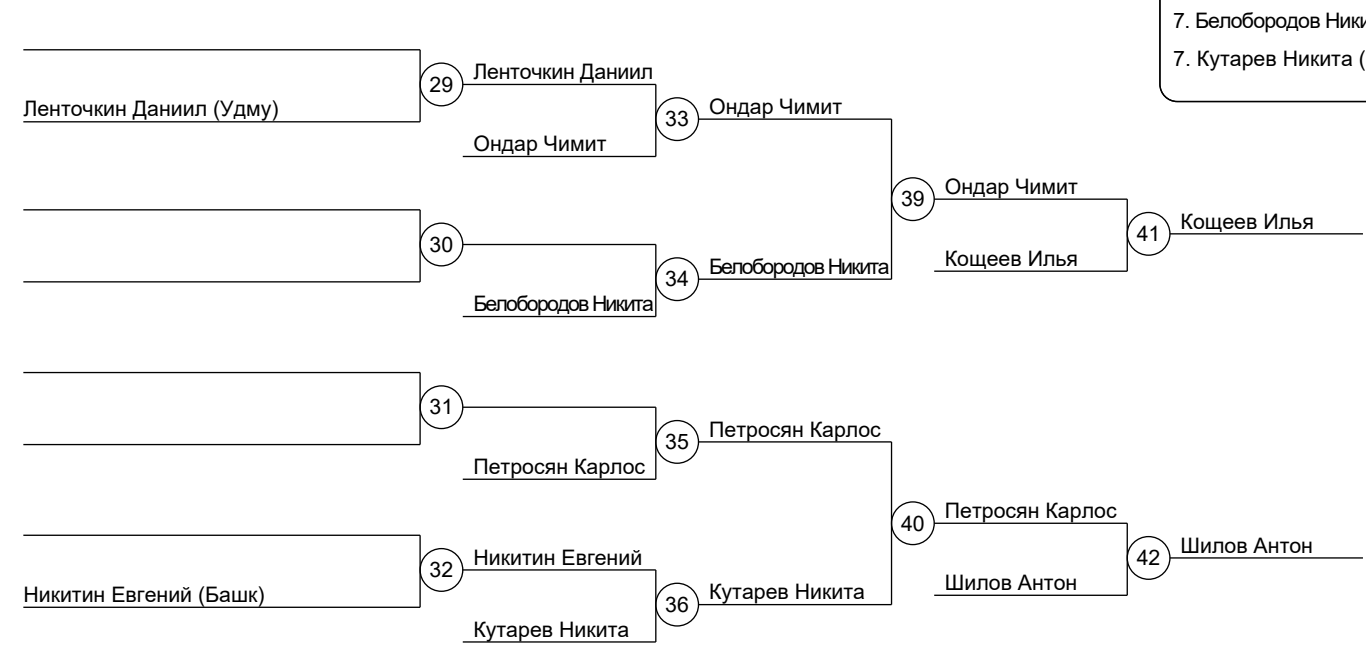 7. Белобородов Ники
7. Кутарев Никита (
29
Ленточкин Даниил
Ленточкин Даниил (Удму)
33
Ондар Чимит
Ондар Чимит
39
Ондар Чимит
41
Кощеев Илья
30
34
Белобородов Никита
Кощеев Илья
Белобородов Никита
31
35
Петросян Карлос
Петросян Карлос
40
Петросян Карлос
42
Шилов Антон
32
Никитин Евгений
Никитин Евгений (Башк)
36
Кутарев Никита
Шилов Антон
Кутарев Никита